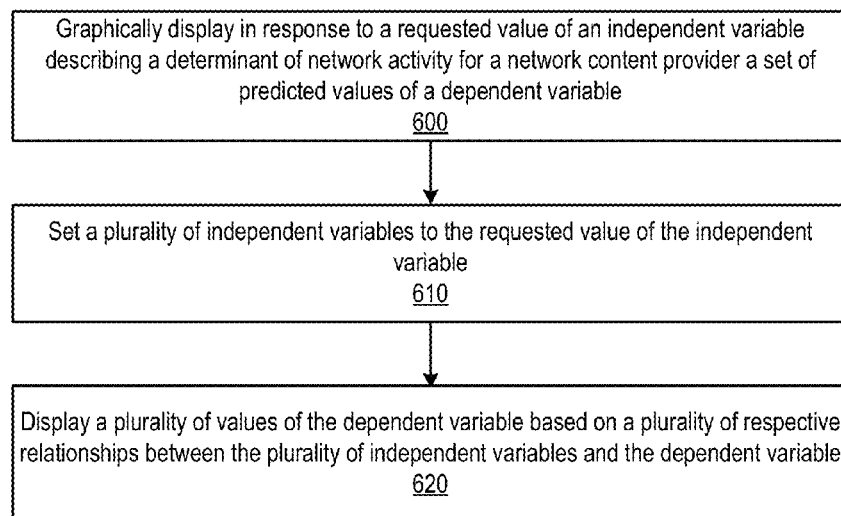 Graphically display in response to a requested value of an independent variable
describing a determinant of network activity for a network content provider a set of
predicted values of a dependent variable
600
Set a plurality of independent variables to the requested value of the independent
variable
610
Display a plurality of values of the dependent variable based on a plurality of respective
relationships between the plurality of independent variables and the dependent variable
620